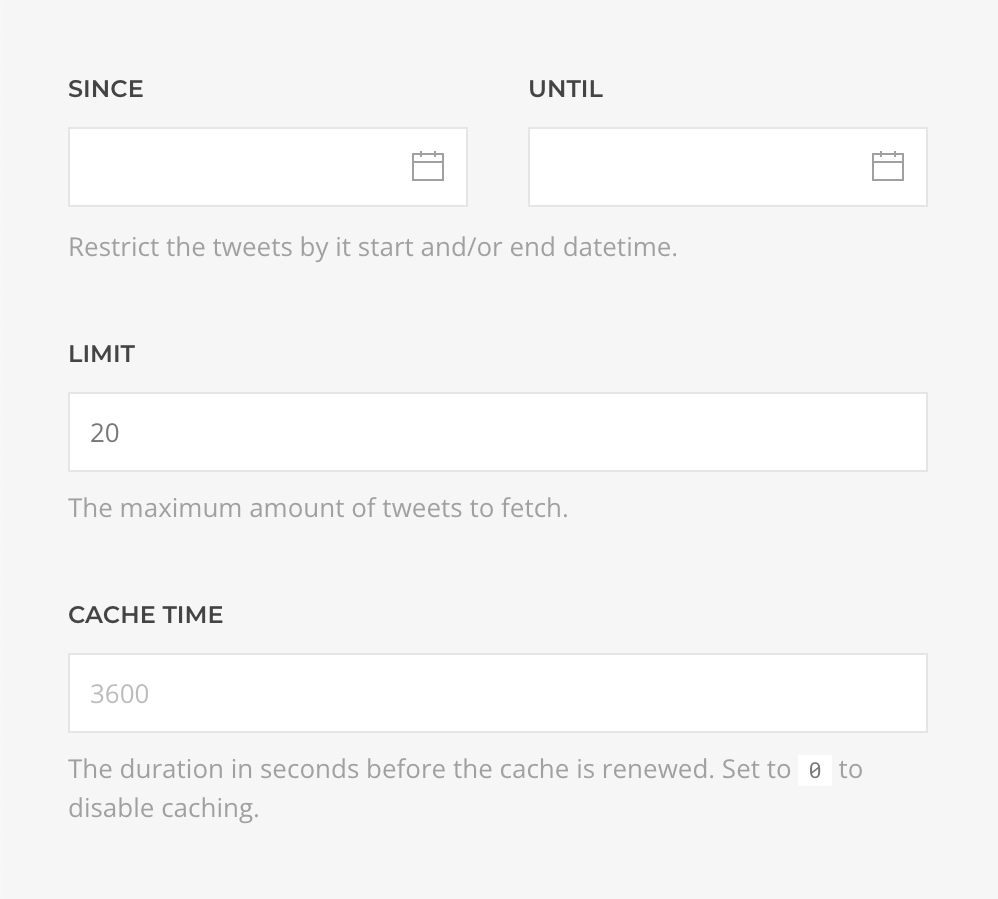 SINCE UNTIL
Restrict the tweets by it start and/or end datetime.
LIMIT
20
The maximum amount of tweets to fetch.
CACHE TIME
3600
The duration in seconds before the cache is renewed. Set to 0 to
disable caching.